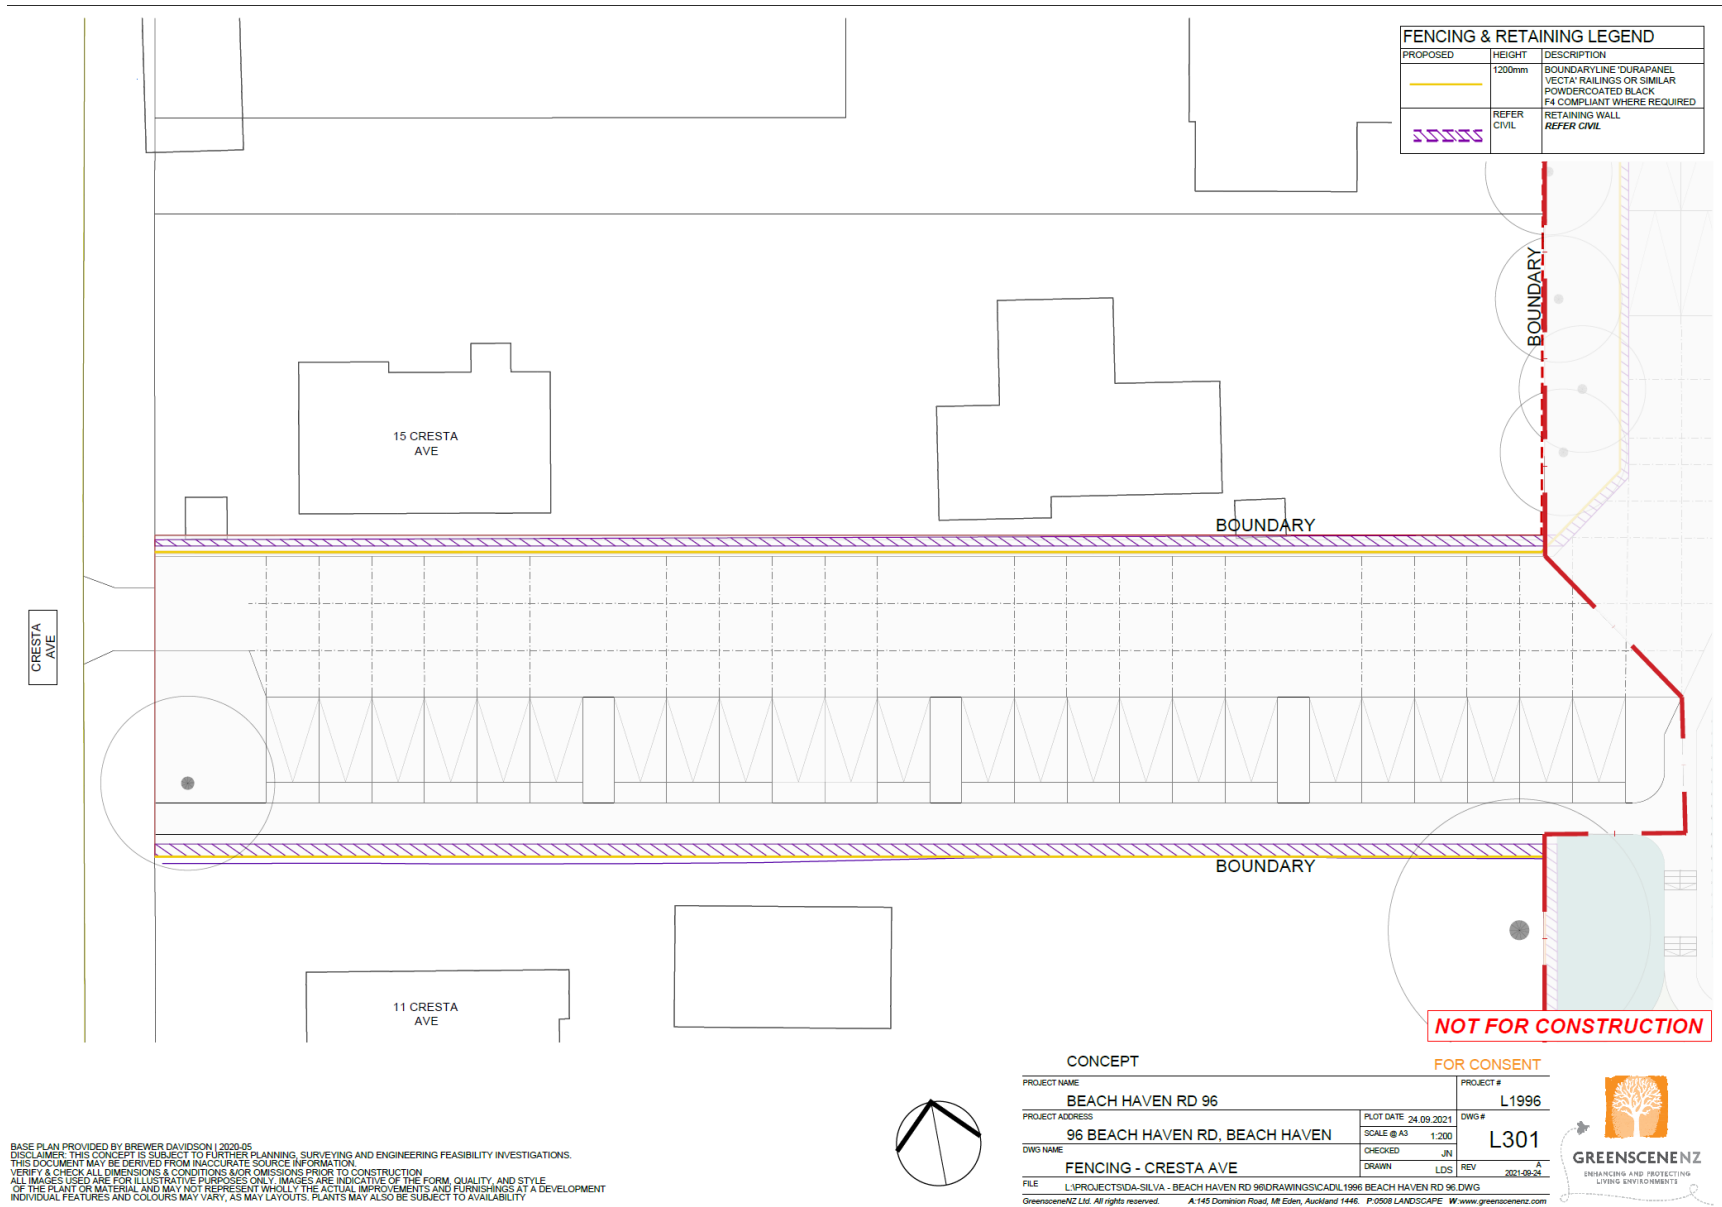 FENCING & RETAINING LEGEND
PROPOSED HEIGHT DESCRIPTION
1200mm BOUNDARYLINE 'DURAPANEL
VECTA' RAILINGS OR SIMILAR
POWDERCOATED BLACK
F4 COMPLIANT WHERE REQUIRED
REFER RETAINING WALL
CIVIL REFER CIVIL
BOUNDARY
15 CRESTA
AVE
BOUNDARY
CRESTA
AVE
BOUNDARY
11 CRESTA
AVE
NOT FOR CONSTRUCTION
CONCEPT FOR CONSENT
PROJECT NAME PROJECT #
BEACH HAVEN RD 96 L1996
PROJECT ADDRESS PLOT DATE 24.09.2021 DWG #
96 BEACH HAVEN RD, BEACH HAVEN SCALE @ A3 1:200 L301
DWG NAME CHECKED JN
FENCING - CRESTA AVE DRAWN LDS REV A
2021-09-24
FILE L:\PROJECTS\DA-SILVA - BEACH HAVEN RD 96\DRAWINGS\CAD\L1996 BEACH HAVEN RD 96.DWG
GreensceneNZ Ltd. All rights reserved. A:145 Dominion Road, Mt Eden, Auckland 1446. P:0508 LANDSCAPE W:www.greenscenenz.com
GREENSCENENZ
ENHANCING AND PROTECTING
LIVING ENVIRONMENTS
BASE PLAN PROVIDED BY BREWER DAVIDSON | 2020-05
DISCLAIMER: THIS CONCEPT IS SUBJECT TO FURTHER PLANNING, SURVEYING AND ENGINEERING FEASIBILITY INVESTIGATIONS.
THIS DOCUMENT MAY BE DERIVED FROM INACCURATE SOURCE INFORMATION.
VERIFY & CHECK ALL DIMENSIONS & CONDITIONS &/OR OMISSIONS PRIOR TO CONSTRUCTION
ALL IMAGES USED ARE FOR ILLUSTRATIVE PURPOSES ONLY. IMAGES ARE INDICATIVE OF THE FORM, QUALITY, AND STYLE
OF THE PLANT OR MATERIAL AND MAY NOT REPRESENT WHOLLY THE ACTUAL IMPROVEMENTS AND FURNISHINGS AT A DEVELOPMENT
INDIVIDUAL FEATURES AND COLOURS MAY VARY, AS MAY LAYOUTS. PLANTS MAY ALSO BE SUBJECT TO AVAILABILITY